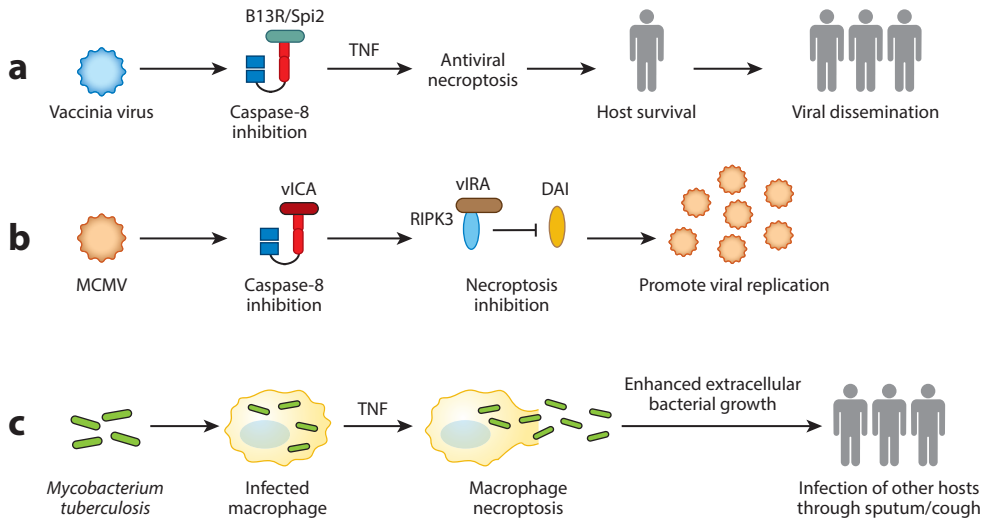 a
B13R/Spi2
TNF
Antiviral
necroptosis
Vaccinia virus
Caspase-8
inhibition
Host survival
Viral dissemination
b
vICA
vIRA
DAI
RIPK3
MCMV
Caspase-8
inhibition
Necroptosis
inhibition
Promote viral replication
c
TNF
Enhanced extracellular
bacterial growth
Mycobacterium
tuberculosis
Infected
macrophage
Macrophage
necroptosis
Infection of other hosts
through sputum/cough